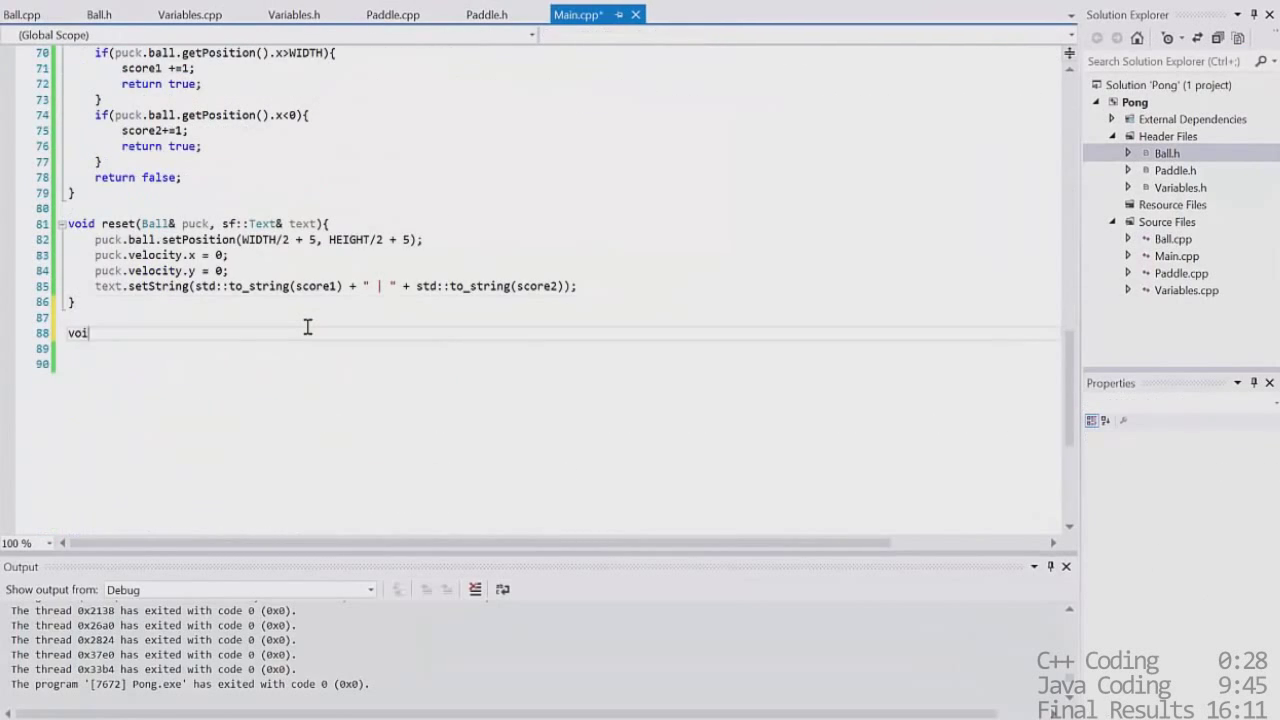 Ball.cpp Ball.h Variables.cpp Variables.h Paddle.cpp Paddle.h Main.cpp*
(Global Scope)
70 if(puck.ball.getPosition().x>WIDTH){
71 score1 +=1;
72 return true;
73 }
74 if(puck.ball.getPosition().x<0){
75 score2+=1;
76 return true;
77 }
78 return false;
79 }
80
81 void reset(Ball& puck, sf::Text& text){
82 puck.ball.setPosition(WIDTH/2 + 5, HEIGHT/2 + 5);
83 puck.velocity.x = 0;
84 puck.velocity.y = 0;
85 text.setString(std::to_string(score1) + " | " + std::to_string(score2));
86 }
87
88 voi
89
90
100 %
Output
Show output from: Debug
The thread 0x2138 has exited with code 0 (0x0).
The thread 0x26a0 has exited with code 0 (0x0).
The thread 0x2824 has exited with code 0 (0x0).
The thread 0x37e0 has exited with code 0 (0x0).
The thread 0x33b4 has exited with code 0 (0x0).
The program '[7672] Pong.exe' has exited with code 0 (0x0).
Solution Explorer
Search Solution Explorer (Ctrl+;)
Solution 'Pong' (1 project)
Pong
External Dependencies
Header Files
Ball.h
Paddle.h
Variables.h
Resource Files
Source Files
Ball.cpp
Main.cpp
Paddle.cpp
Variables.cpp
Properties
C++ Coding 0:28
Java Coding 9:45
Final Results 16:11